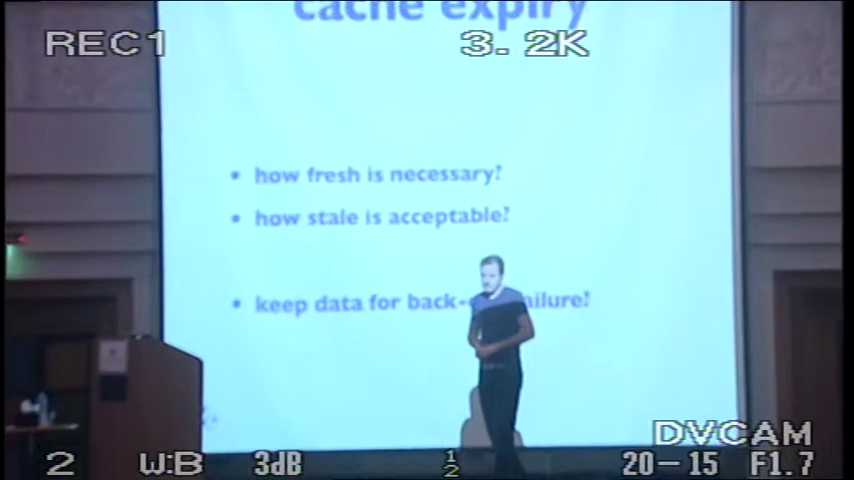 cache expiry
REC1
3.2K
• how fresh is necessary?
• how stale is acceptable?
• keep data for back- ailure?
DVCAM
2 W:B 3dB 1/2 20-15 F1.7